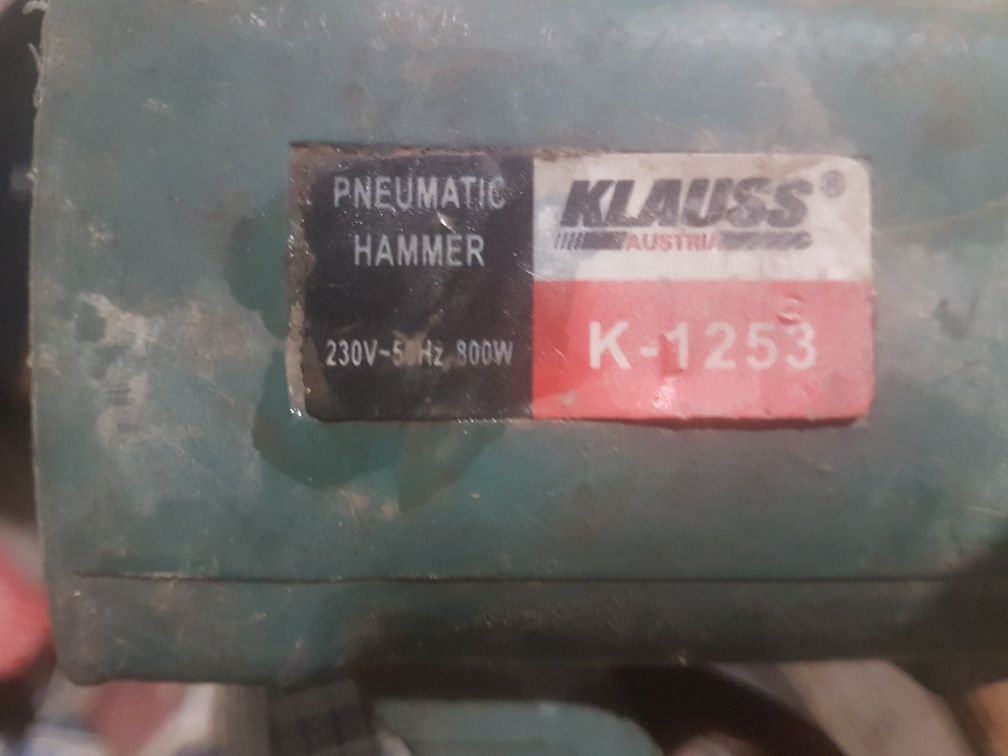 PNEUMATIC
HAMMER
230V~50Hz 800W
KLAUSS®
AUSTRIA
K-1253